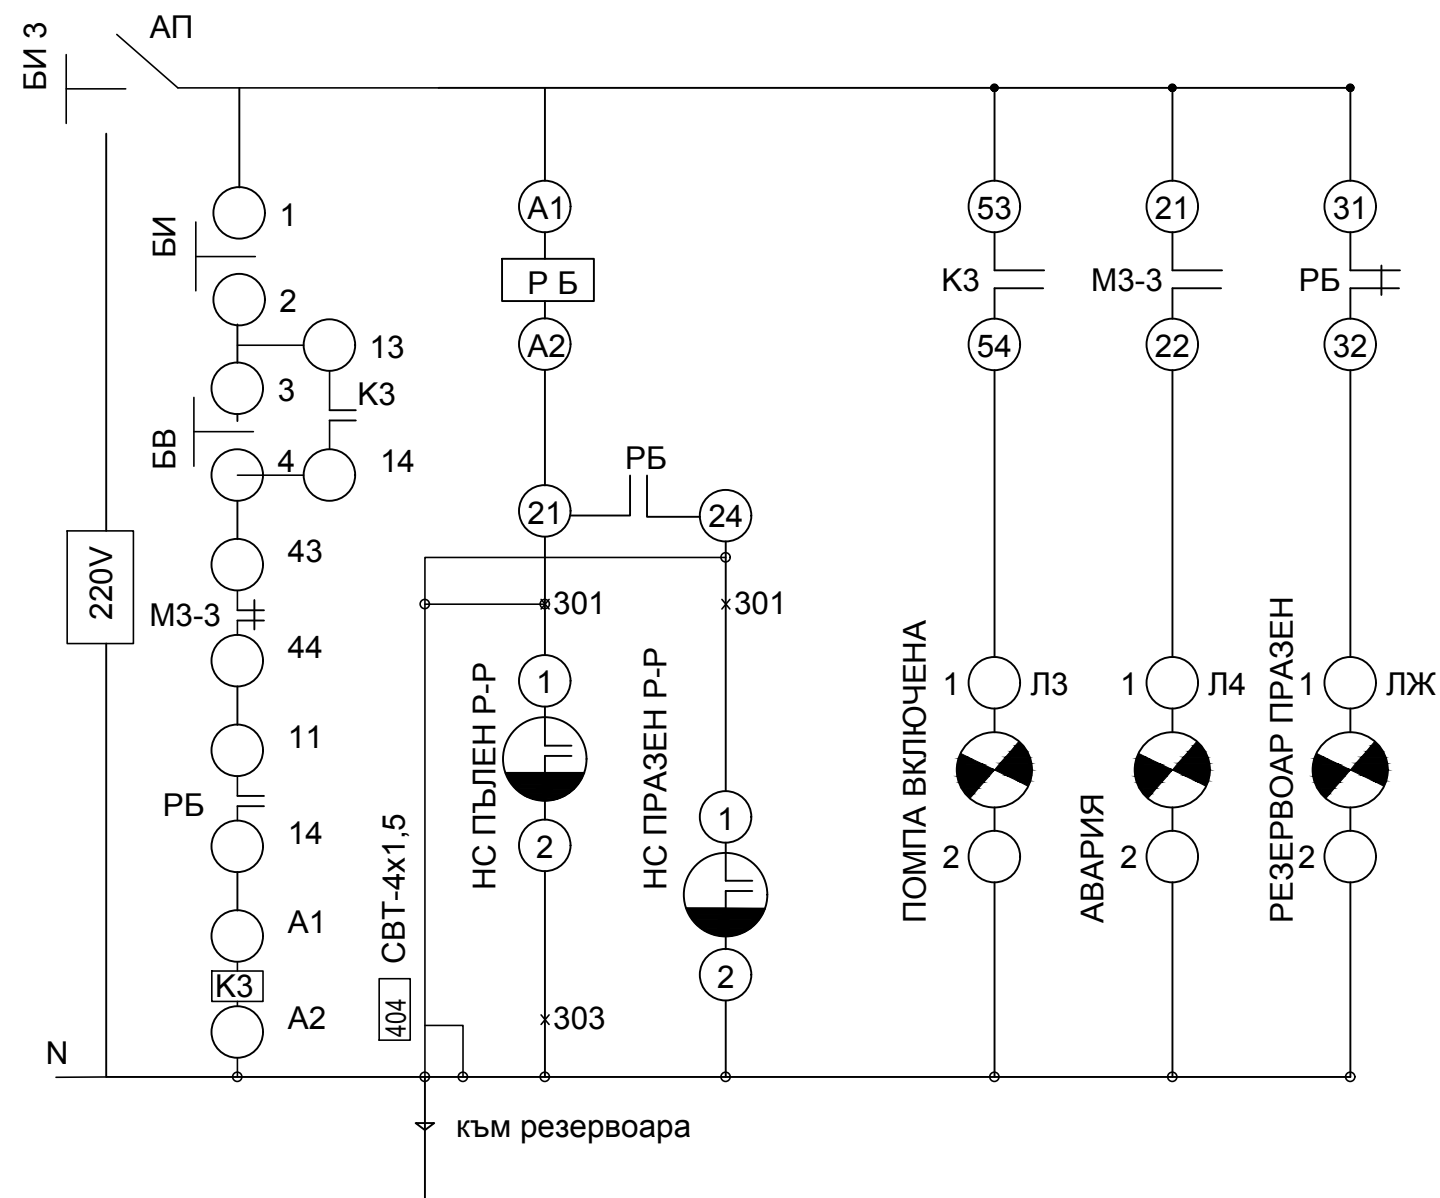 БИ 3
АП
1
БИ
2
13
3
К3
БВ
4
14
43
М3-3
44
220V
11
РБ
14
А1
К3
А2
N
А1
Р Б
А2
РБ
21
24
301
301
НС ПЪЛЕН Р-Р
1
2
НС ПРАЗЕН Р-Р
1
2
СВТ-4х1,5
404
303
към резервоара
53
К3
54
ПОМПА ВКЛЮЧЕНА
1
Л3
2
21
М3-3
22
АВАРИЯ
1
Л4
2
31
РБ
32
РЕЗЕРВОАР ПРАЗЕН
1
ЛЖ
2